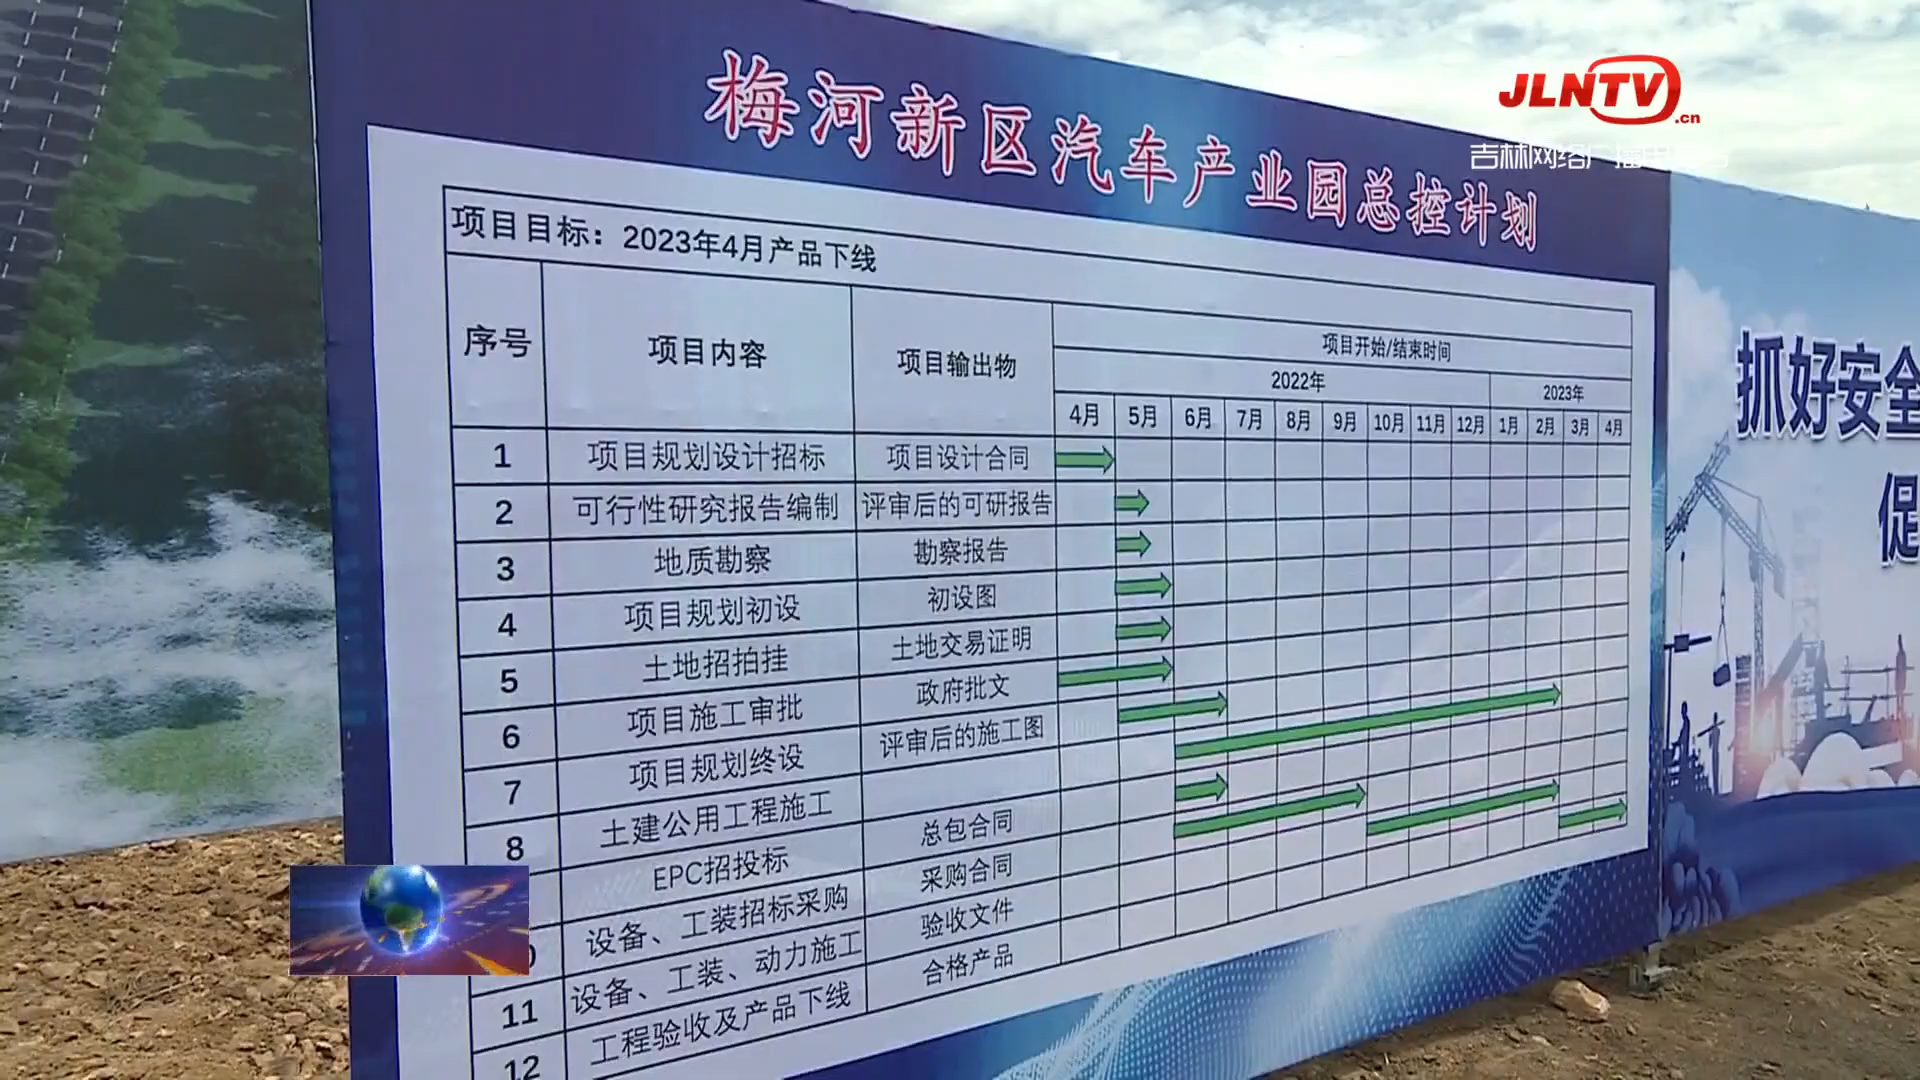 JLNTV.cn
吉林网络广播电
梅河新区汽车产业园总控计划
项目目标：2023年4月产品下线
序号 项目内容 项目输出物 项目开始/结束时间
2022年 2023年
4月 5月 6月 7月 8月 9月 10月 11月 12月 1月 2月 3月 4月
1 项目规划设计招标 项目设计合同
2 可行性研究报告编制 评审后的可研报告
3 地质勘察 勘察报告
4 项目规划初设 初设图
5 土地招拍挂 土地交易证明
6 项目施工审批 政府批文
7 项目规划终设 评审后的施工图
8 土建公用工程施工
EPC招投标 总包合同
0 设备、工装招标采购 采购合同
11 设备、工装、动力施工 验收文件
12 工程验收及产品下线 合格产品
抓好安全
促